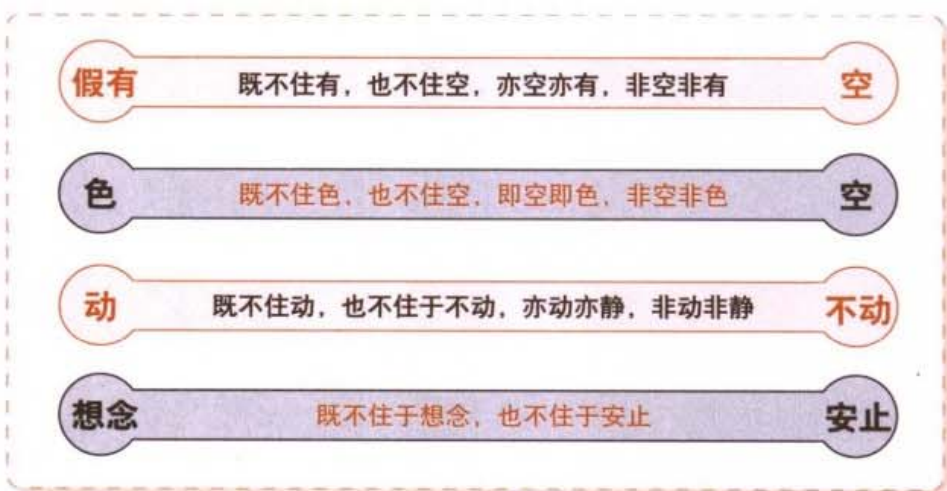 假有 既不住有，也不住空，亦空亦有，非空非有 空
色 既不住色，也不住空，即空即色，非空非色 空
动 既不住动，也不住于不动，亦动亦静，非动非静 不动
想念 既不住于想念，也不住于安止 安止